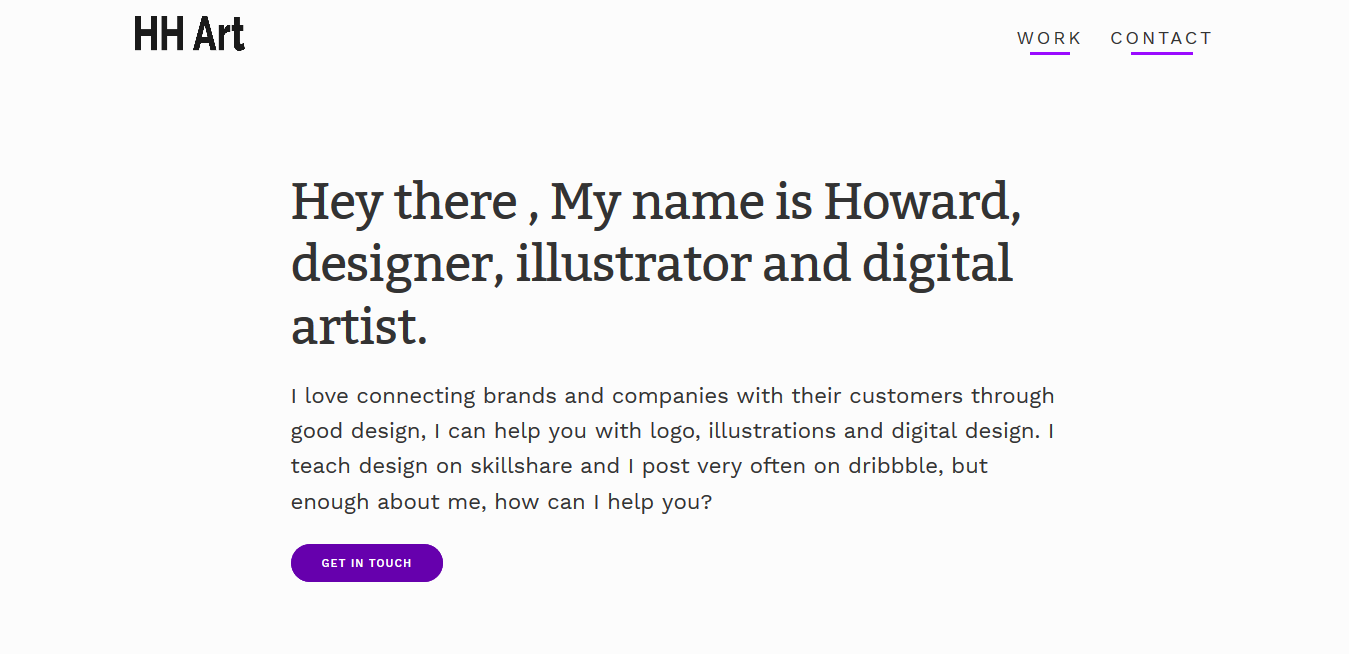 HH Art
WORK CONTACT
Hey there , My name is Howard,
designer, illustrator and digital
artist.
I love connecting brands and companies with their customers through
good design, I can help you with logo, illustrations and digital design. I
teach design on skillshare and I post very often on dribbble, but
enough about me, how can I help you?
GET IN TOUCH